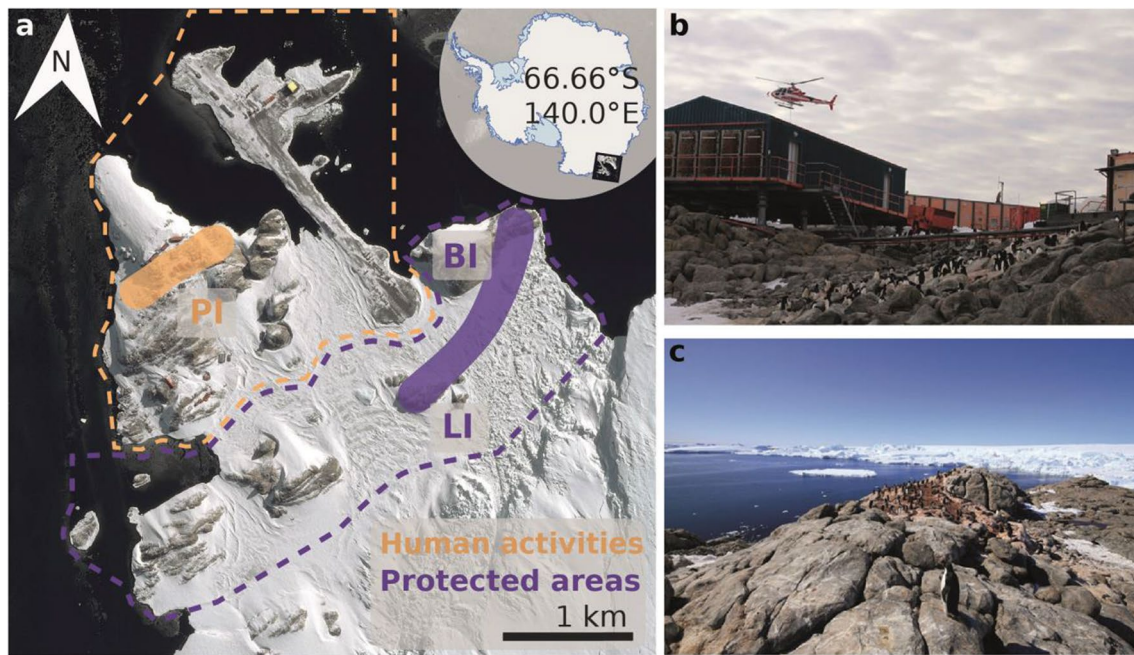 a
N
66.66°S
140.0°E
BI
PI
LI
Human activities
Protected areas
1 km
b
c